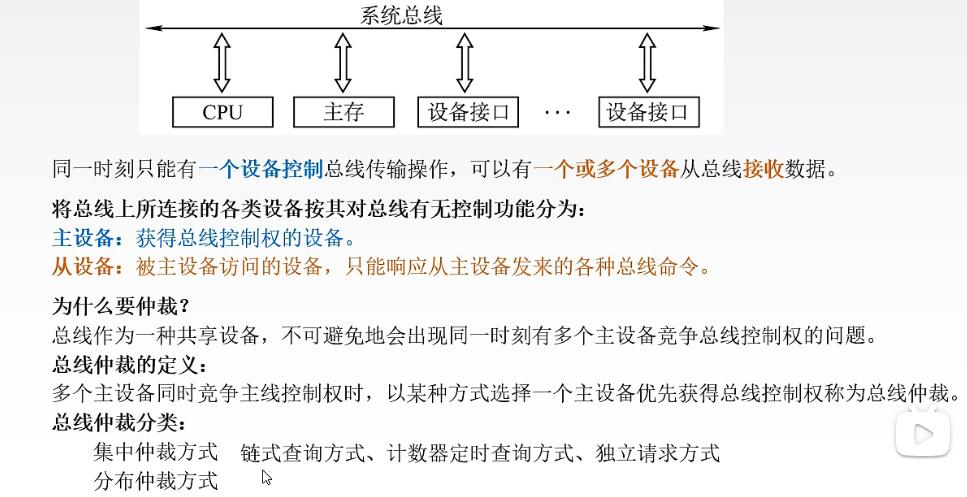 系统总线
CPU 主存 设备接口 ··· 设备接口
同一时刻只能有一个设备控制总线传输操作，可以有一个或多个设备从总线接收数据。
将总线上所连接的各类设备按其对总线有无控制功能分为：
主设备：获得总线控制权的设备。
从设备：被主设备访问的设备，只能响应从主设备发来的各种总线命令。
为什么要仲裁？
总线作为一种共享设备，不可避免地会出现同一时刻有多个主设备竞争总线控制权的问题。
总线仲裁的定义：
多个主设备同时竞争主线控制权时，以某种方式选择一个主设备优先获得总线控制权称为总线仲裁。
总线仲裁分类：
集中仲裁方式 链式查询方式、计数器定时查询方式、独立请求方式
分布仲裁方式